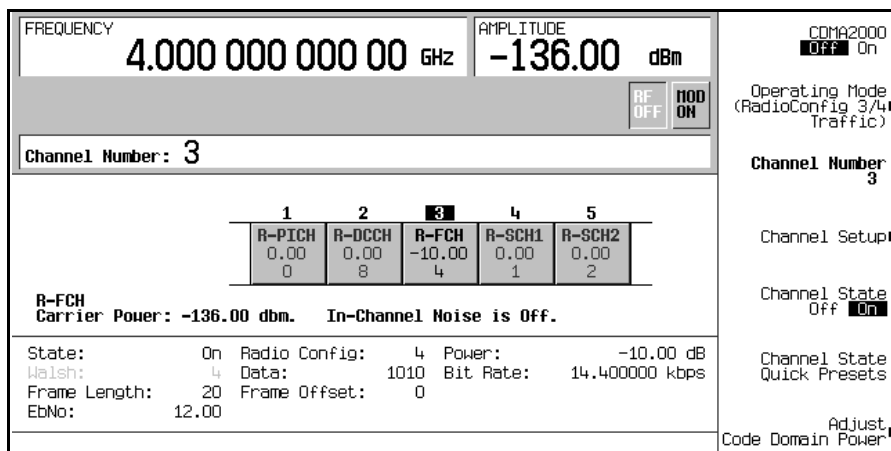 FREQUENCY
4.000 000 000 00 GHz
AMPLITUDE
-136.00 dBm
RF OFF
MOD ON
Channel Number: 3
1 2 3 4 5
R-PICH R-DCCH R-FCH R-SCH1 R-SCH2
0.00 0.00 -10.00 0.00 0.00
0 8 4 1 2
R-FCH
Carrier Power: -136.00 dbm. In-Channel Noise is Off.
State: On Radio Config: 4 Power: -10.00 dB
Walsh: 4 Data: 1010 Bit Rate: 14.400000 kbps
Frame Length: 20 Frame Offset: 0
EbNo: 12.00
CDMA2000
Off On
Operating Mode
(RadioConfig 3/4
Traffic)
Channel Number
3
Channel Setup
Channel State
Off On
Channel State
Quick Presets
Adjust
Code Domain Power